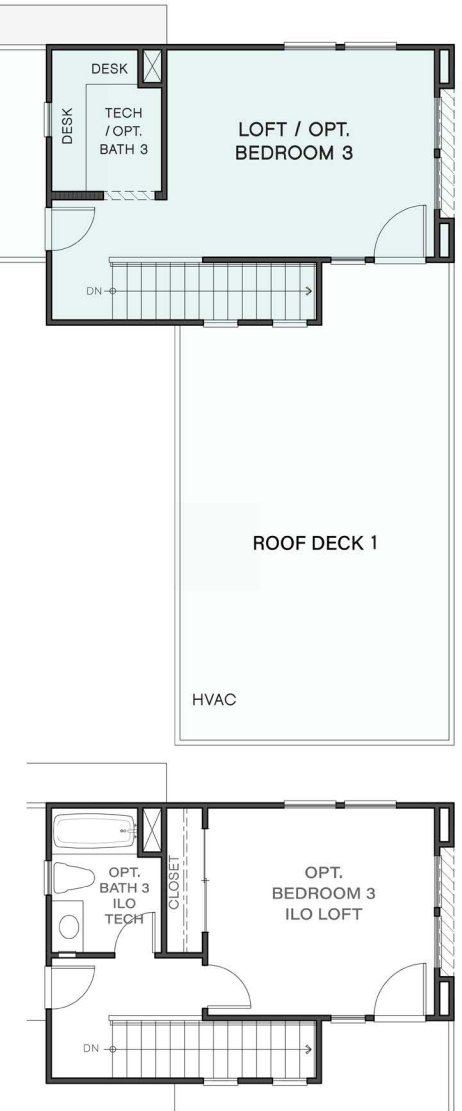 DESK
DESK
TECH
/ OPT.
BATH 3
LOFT / OPT.
BEDROOM 3
DN
ROOF DECK 1
HVAC
OPT.
BATH 3
ILO
TECH
CLOSET
OPT.
BEDROOM 3
ILO LOFT
DN